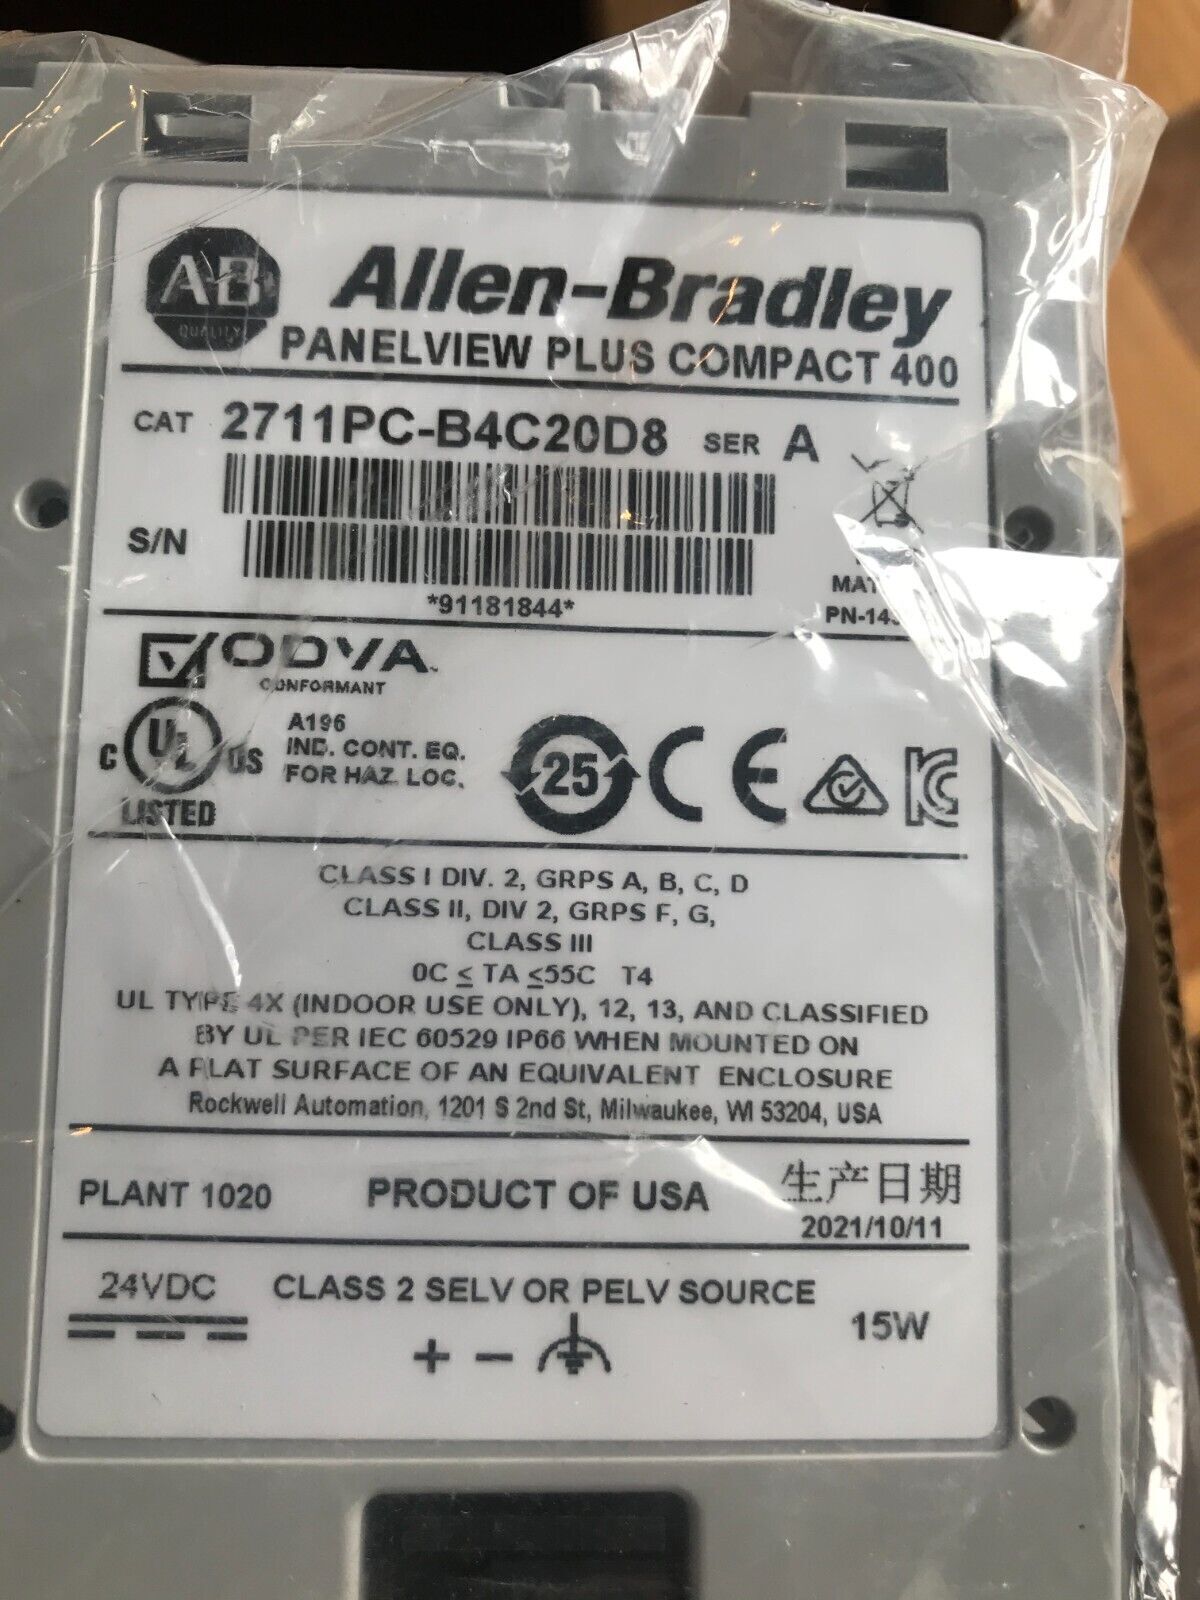 AB
QUALITY
Allen-Bradley
PANELVIEW PLUS COMPACT 400
CAT 2711PC-B4C20D8 SER A
S/N
*91181844*
ODVA
CONFORMANT
C UL US
LISTED
A196
IND. CONT. EQ.
FOR HAZ. LOC.
25
CE
CLASS I DIV. 2, GRPS A, B, C, D
CLASS II, DIV 2, GRPS F, G,
CLASS III
0C ≤ TA ≤55C T4
UL TYPE 4X (INDOOR USE ONLY), 12, 13, AND CLASSIFIED
BY UL PER IEC 60529 IP66 WHEN MOUNTED ON
A FLAT SURFACE OF AN EQUIVALENT ENCLOSURE
Rockwell Automation, 1201 S 2nd St, Milwaukee, WI 53204, USA
PLANT 1020 PRODUCT OF USA 生产日期
2021/10/11
24VDC CLASS 2 SELV OR PELV SOURCE
15W
+ −